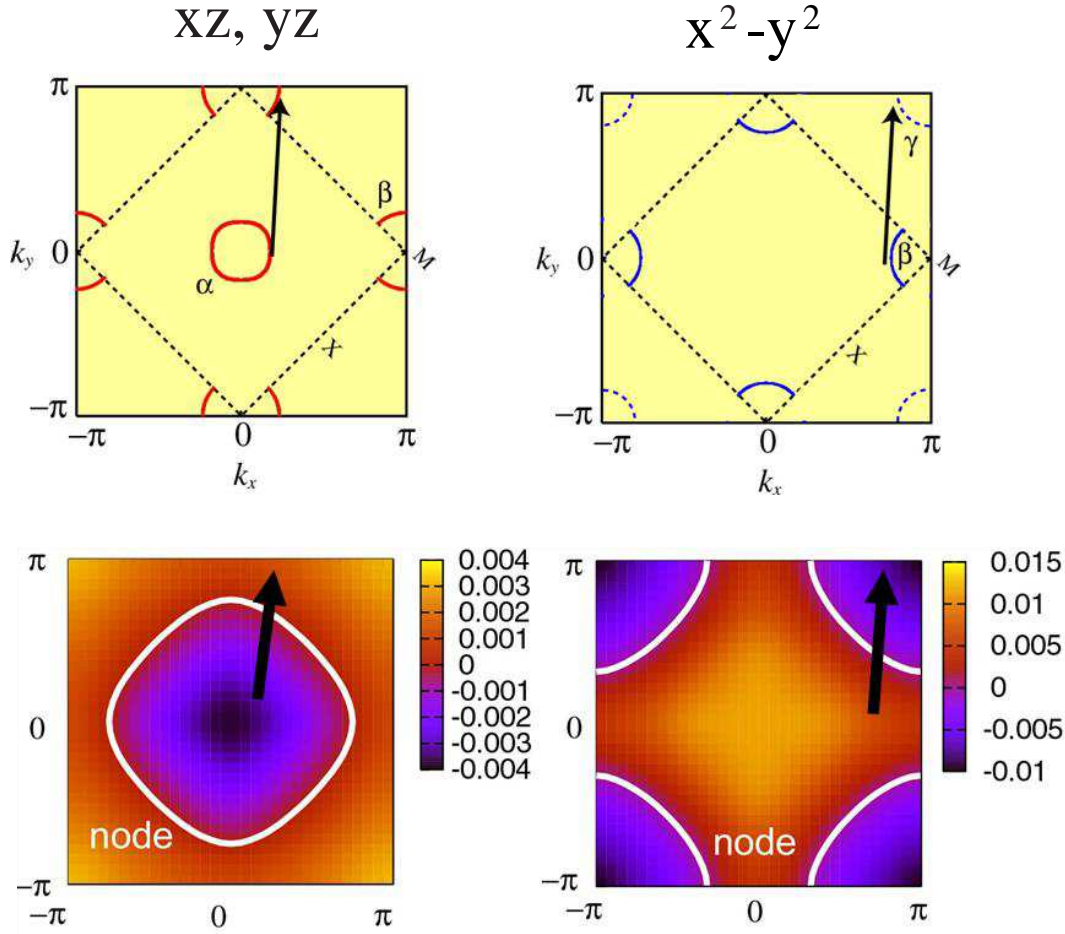 xz, yz
x² -y²
π
β
k_y
0
α
M
X
−π
−π
0
π
k_x
π
γ
k_y
0
β
M
X
−π
−π
0
π
k_x
π
0
node
−π
−π
0
π
0.004
0.003
0.002
0.001
0
-0.001
-0.002
-0.003
-0.004
π
0
node
−π
−π
0
π
0.015
0.01
0.005
0
-0.005
-0.01